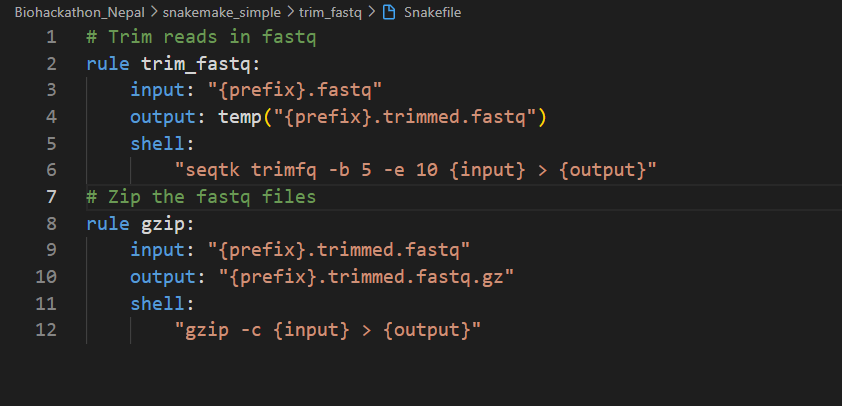 Biohackathon_Nepal > snakemake_simple > trim_fastq > Snakefile
1 # Trim reads in fastq
2 rule trim_fastq:
3     input: "{prefix}.fastq"
4     output: temp("{prefix}.trimmed.fastq")
5     shell:
6         "seqtk trimfq -b 5 -e 10 {input} > {output}"
7 # Zip the fastq files
8 rule gzip:
9     input: "{prefix}.trimmed.fastq"
10     output: "{prefix}.trimmed.fastq.gz"
11     shell:
12         "gzip -c {input} > {output}"